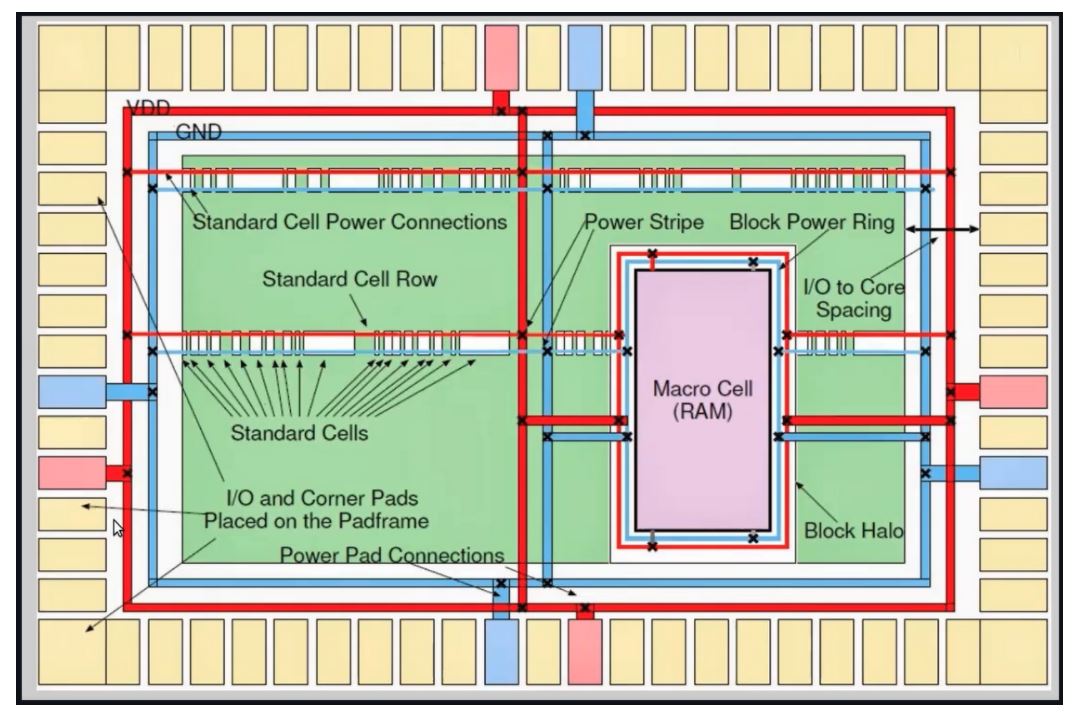 VDD
GND
Standard Cell Power Connections
Power Stripe
Block Power Ring
Standard Cell Row
I/O to Core
Spacing
Macro Cell
(RAM)
Standard Cells
I/O and Corner Pads
Placed on the Padframe
Block Halo
Power Pad Connections